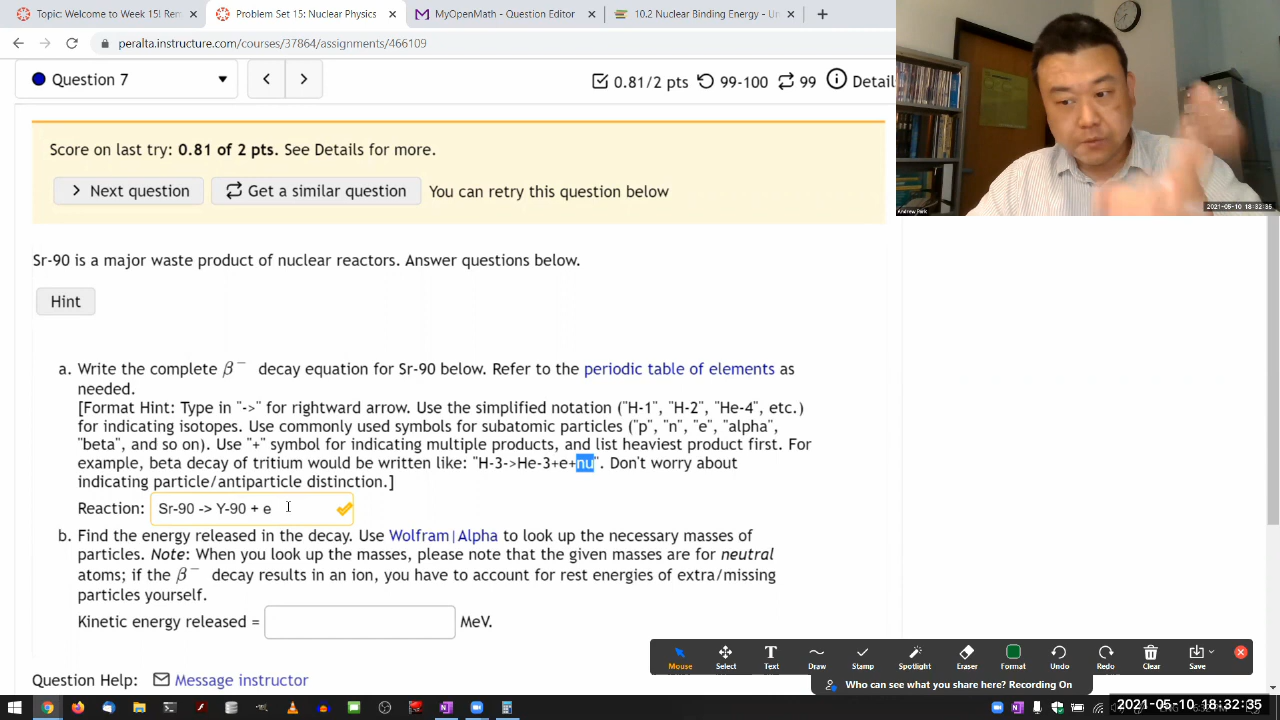 Topic: Welcome to Week 15! Rem
Problem Set 15: Nuclear Physics
MyOpenMath - Question Editor
10.2 Nuclear Binding Energy - Un
peralta.instructure.com/courses/37864/assignments/466109
Question 7
0.81/2 pts
99-100
99
Detail
Score on last try: 0.81 of 2 pts. See Details for more.
Next question
Get a similar question
You can retry this question below
Sr-90 is a major waste product of nuclear reactors. Answer questions below.
Hint
a. Write the complete β⁻ decay equation for Sr-90 below. Refer to the periodic table of elements as
needed.
[Format Hint: Type in "->" for rightward arrow. Use the simplified notation ("H-1", "H-2", "He-4", etc.)
for indicating isotopes. Use commonly used symbols for subatomic particles ("p", "n", "e", "alpha",
"beta", and so on). Use "+" symbol for indicating multiple products, and list heaviest product first. For
example, beta decay of tritium would be written like: "H-3->He-3+e+nu". Don't worry about
indicating particle/antiparticle distinction.]
Reaction: Sr-90 -> Y-90 + e
b. Find the energy released in the decay. Use Wolfram|Alpha to look up the necessary masses of
particles. Note: When you look up the masses, please note that the given masses are for neutral
atoms; if the β⁻ decay results in an ion, you have to account for rest energies of extra/missing
particles yourself.
Kinetic energy released = MeV.
Question Help: Message instructor
Mouse
Select
Text
Draw
Stamp
Spotlight
Eraser
Format
Undo
Redo
Clear
Save
Who can see what you share here? Recording On
2021-05-10 18:32:35
2021-05-10 18:32:35